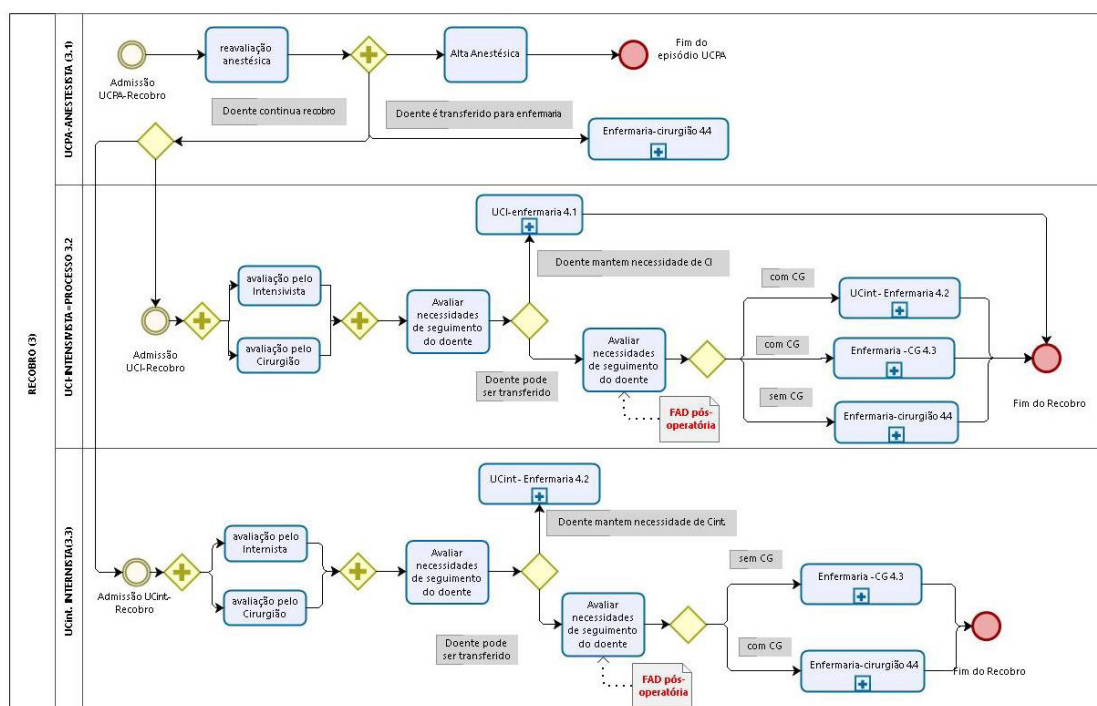 RECOBRO (3)
UCPA-ANESTESISTA (3.1)
Admissão
UCPA-Recobro
reavaliação
anestésica
Alta Anestésica
Fim do
episódio UCPA
Doente continua recobro
Doente é transferido para enfermaria
Enfermaria-cirurgião 4.4
UCI-INTENSIVISTA=PROCESSO 3.2
UCI-enfermaria 4.1
Doente mantem necessidade de CI
Admissão
UCI-Recobro
avaliação pelo
Intensivista
avaliação pelo
Cirurgião
Avaliar
necessidades
de seguimento
do doente
Doente pode
ser transferido
Avaliar
necessidades
de seguimento
do doente
FAD pós-
operatória
com CG
UCint - Enfermaria 4.2
com CG
Enfermaria -CG 4.3
sem CG
Enfermaria-cirurgião 4.4
Fim do Recobro
UCint. INTERNISTA(3.3)
UCint - Enfermaria 4.2
Doente mantem necessidade de Cint.
Admissão UCint-
Recobro
avaliação pelo
Internista
avaliação pelo
Cirurgião
Avaliar
necessidades
de seguimento
do doente
Doente pode
ser transferido
Avaliar
necessidades
de seguimento
do doente
FAD pós-
operatória
sem CG
Enfermaria -CG 4.3
com CG
Enfermaria-cirurgião 4.4
Fim do Recobro